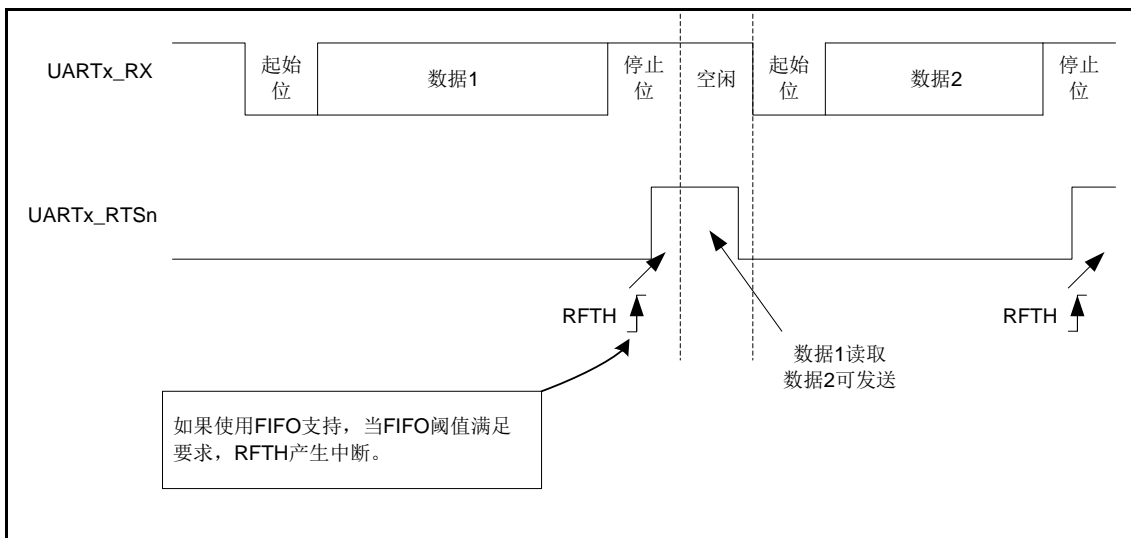 UARTx_RX
起始
位
数据1
停止
位
空闲
起始
位
数据2
停止
位
UARTx_RTSn
RFTH
RFTH
数据1读取
数据2可发送
如果使用FIFO支持，当FIFO阈值满足
要求，RFTH产生中断。